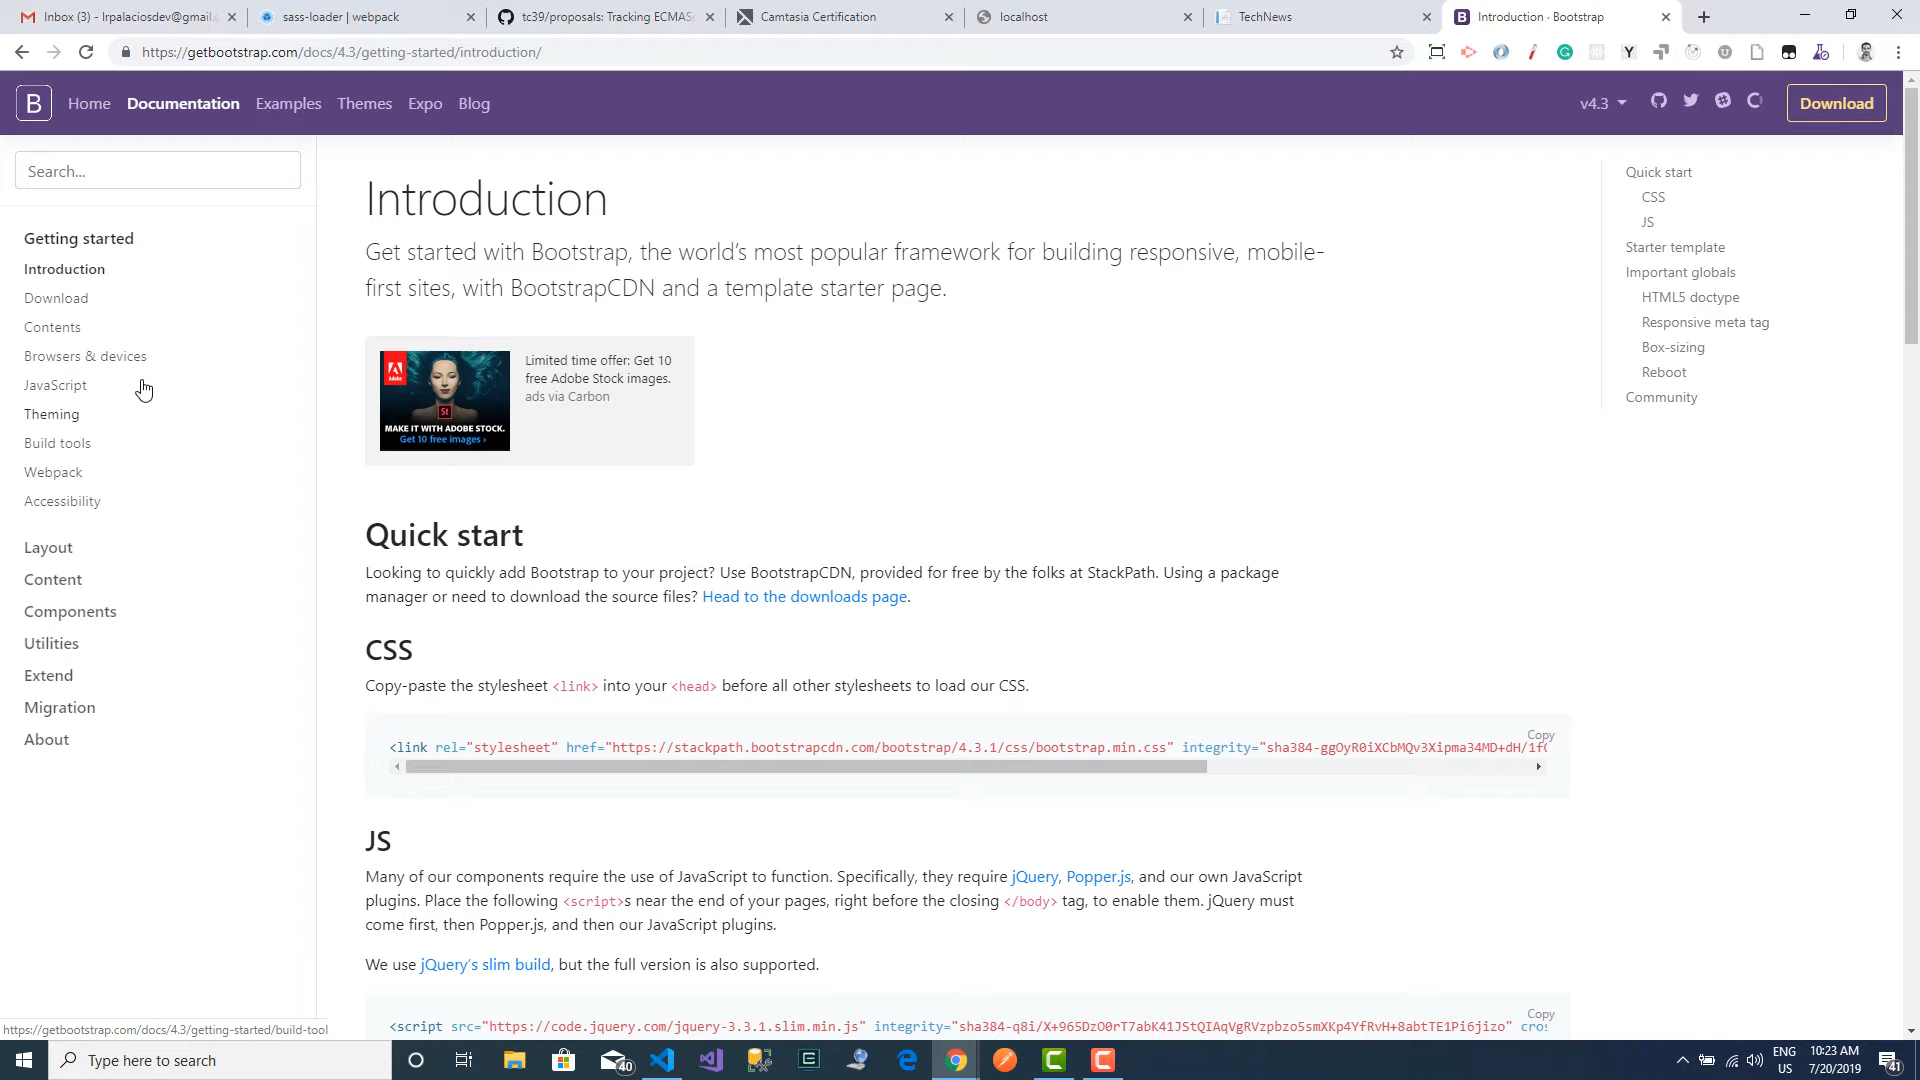 Inbox (3) - lrpalaciosdev@gmail.
sass-loader | webpack
tc39/proposals: Tracking ECMASc
Camtasia Certification
localhost
TechNews
Introduction · Bootstrap
https://getbootstrap.com/docs/4.3/getting-started/introduction/
B
Home
Documentation
Examples
Themes
Expo
Blog
v4.3
Download
Search...
Getting started
Introduction
Download
Contents
Browsers & devices
JavaScript
Theming
Build tools
Webpack
Accessibility
Layout
Content
Components
Utilities
Extend
Migration
About
Introduction
Get started with Bootstrap, the world’s most popular framework for building responsive, mobile-
first sites, with BootstrapCDN and a template starter page.
Adobe
St
MAKE IT WITH ADOBE STOCK.
Get 10 free images ›
Limited time offer: Get 10
free Adobe Stock images.
ads via Carbon
Quick start
Looking to quickly add Bootstrap to your project? Use BootstrapCDN, provided for free by the folks at StackPath. Using a package
manager or need to download the source files? Head to the downloads page.
CSS
Copy-paste the stylesheet <link> into your <head> before all other stylesheets to load our CSS.
Copy
<link rel="stylesheet" href="https://stackpath.bootstrapcdn.com/bootstrap/4.3.1/css/bootstrap.min.css" integrity="sha384-ggOyR0iXCbMQv3Xipma34MD+dH/1fQ
JS
Many of our components require the use of JavaScript to function. Specifically, they require jQuery, Popper.js, and our own JavaScript
plugins. Place the following <script>s near the end of your pages, right before the closing </body> tag, to enable them. jQuery must
come first, then Popper.js, and then our JavaScript plugins.
We use jQuery’s slim build, but the full version is also supported.
Copy
<script src="https://code.jquery.com/jquery-3.3.1.slim.min.js" integrity="sha384-q8i/X+965DzO0rT7abK41JStQIAqVgRVzpbzo5smXKp4YfRvH+8abtTE1Pi6jizo" cros
Quick start
CSS
JS
Starter template
Important globals
HTML5 doctype
Responsive meta tag
Box-sizing
Reboot
Community
https://getbootstrap.com/docs/4.3/getting-started/build-tool
Type here to search
40
ENG
US
10:23 AM
7/20/2019
41